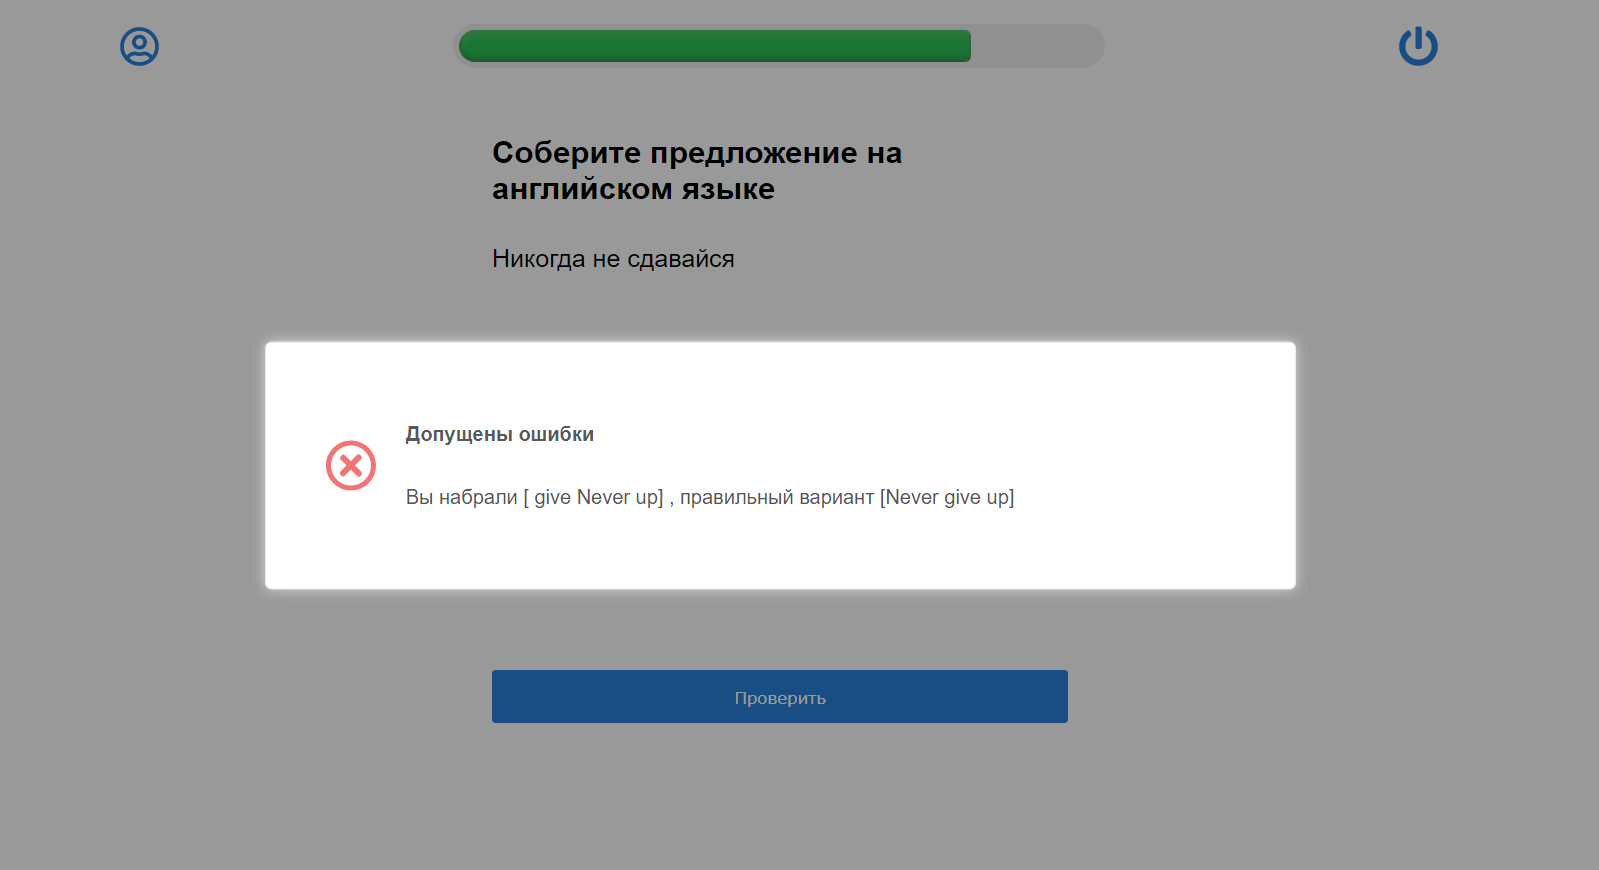 Соберите предложение на
английском языке
Никогда не сдавайся
Допущены ошибки
Вы набрали [ give Never up] , правильный вариант [Never give up]
Проверить